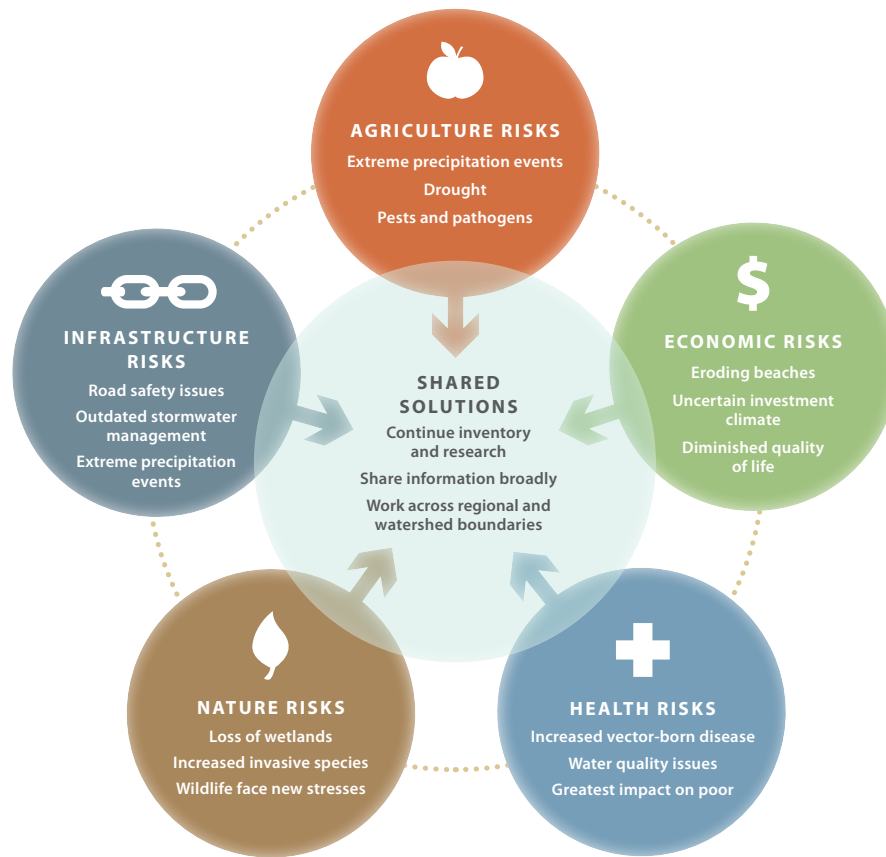 AGRICULTURE RISKS
Extreme precipitation events
Drought
Pests and pathogens
INFRASTRUCTURE
RISKS
Road safety issues
Outdated stormwater
management
Extreme precipitation
events
$
ECONOMIC RISKS
Eroding beaches
Uncertain investment
climate
Diminished quality
of life
SHARED
SOLUTIONS
Continue inventory
and research
Share information broadly
Work across regional and
watershed boundaries
NATURE RISKS
Loss of wetlands
Increased invasive species
Wildlife face new stresses
HEALTH RISKS
Increased vector-born disease
Water quality issues
Greatest impact on poor